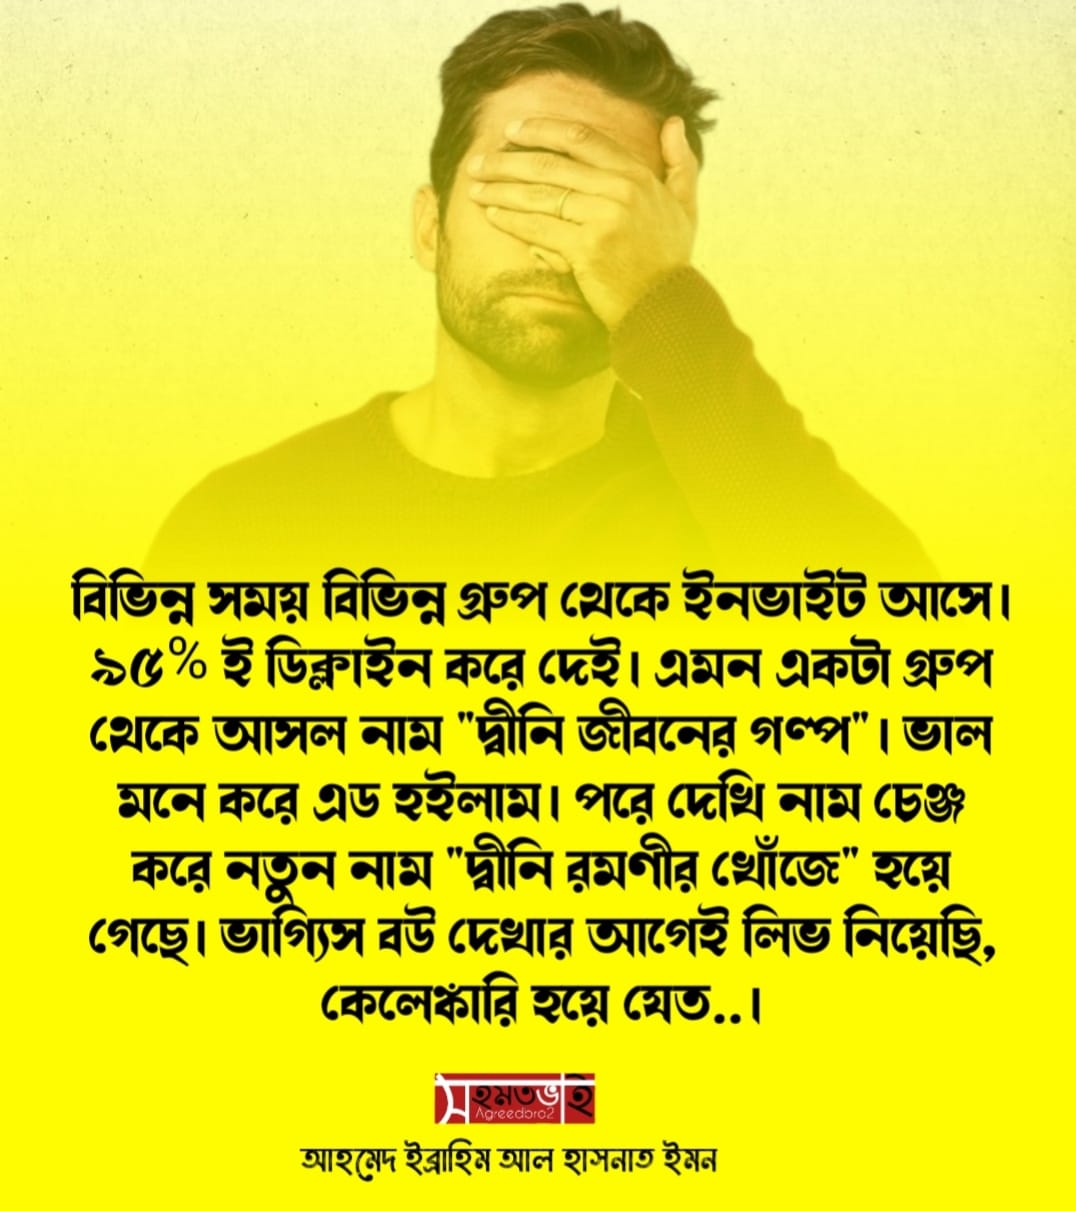 বিভিন্ন সময় বিভিন্ন গ্রুপ থেকে ইনভাইট আসে।
৯৫% ই ডিক্লাইন করে দেই। এমন একটা গ্রুপ
থেকে আসল নাম "দ্বীনি জীবনের গল্প"। ভাল
মনে করে এড হইলাম। পরে দেখি নাম চেঞ্জ
করে নতুন নাম "দ্বীনি রমণীর খোঁজে" হয়ে
গেছে। ভাগ্যিস বউ দেখার আগেই লিভ নিয়েছি,
কেলেঙ্কারি হয়ে যেত..।
সহমতভাই
Agreedbro2
আহমেদ ইব্রাহিম আল হাসনাত ইমন